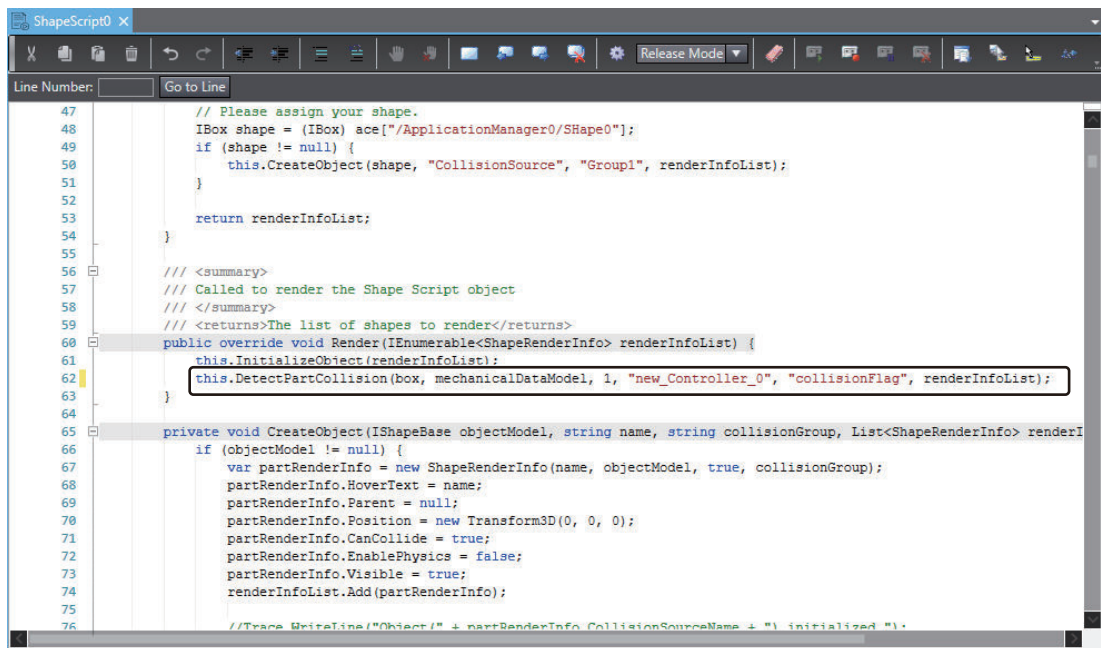 ShapeScript0
Release Mode
Line Number: Go to Line
47 // Please assign your shape.
48 IBox shape = (IBox) ace["/ApplicationManager0/SHape0"];
49 if (shape != null) {
50 this.CreateObject(shape, "CollisionSource", "Group1", renderInfoList);
51 }
52
53 return renderInfoList;
54 }
55
56 /// <summary>
57 /// Called to render the Shape Script object
58 /// </summary>
59 /// <returns>The list of shapes to render</returns>
60 public override void Render(IEnumerable<ShapeRenderInfo> renderInfoList) {
61 this.InitializeObject(renderInfoList);
62 this.DetectPartCollision(box, mechanicalDataModel, 1, "new_Controller_0", "collisionFlag", renderInfoList);
63 }
64
65 private void CreateObject(IShapeBase objectModel, string name, string collisionGroup, List<ShapeRenderInfo> renderI
66 if (objectModel != null) {
67 var partRenderInfo = new ShapeRenderInfo(name, objectModel, true, collisionGroup);
68 partRenderInfo.HoverText = name;
69 partRenderInfo.Parent = null;
70 partRenderInfo.Position = new Transform3D(0, 0, 0);
71 partRenderInfo.CanCollide = true;
72 partRenderInfo.EnablePhysics = false;
73 partRenderInfo.Visible = true;
74 renderInfoList.Add(partRenderInfo);
75
76 //Trace.WriteLine("Object(" + partRenderInfo.CollisionSourceName + ") initialized.");